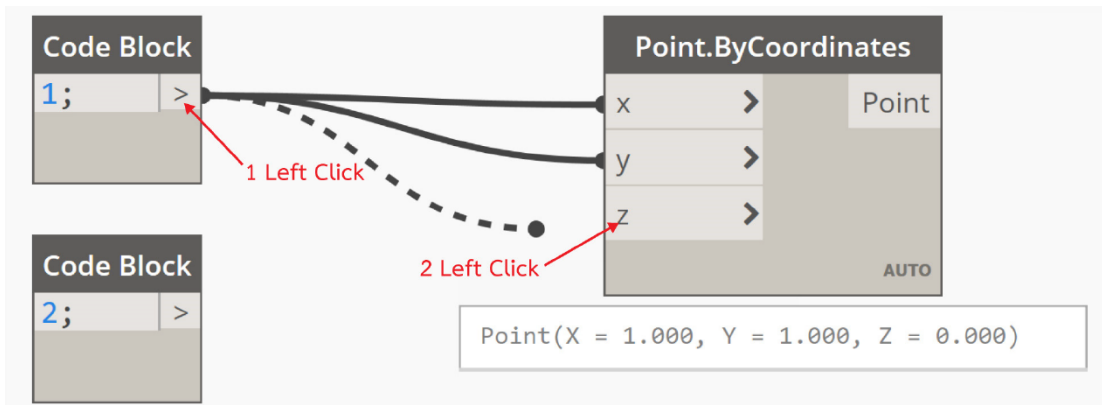 Code Block
1; >
1 Left Click
Code Block
2; >
Point.ByCoordinates
x > Point
y >
z >
2 Left Click
AUTO
Point(X = 1.000, Y = 1.000, Z = 0.000)